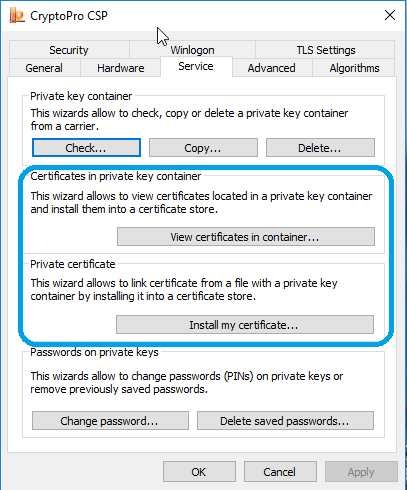 CryptoPro CSP
Security Winlogon TLS Settings
General Hardware Service Advanced Algorithms
Private key container
This wizards allow to check, copy or delete a private key container
from a carrier.
Check... Copy... Delete...
Certificates in private key container
This wizard allows to view certificates located in a private key container
and install them into a certificate store.
View certificates in container...
Private certificate
This wizard allows to link certificate from a file with a private key
container by installing it into a certificate store.
Install my certificate...
Passwords on private keys
This wizards allow to change passwords (PINs) on private keys or
remove previously saved passwords.
Change password... Delete saved passwords...
OK Cancel Apply